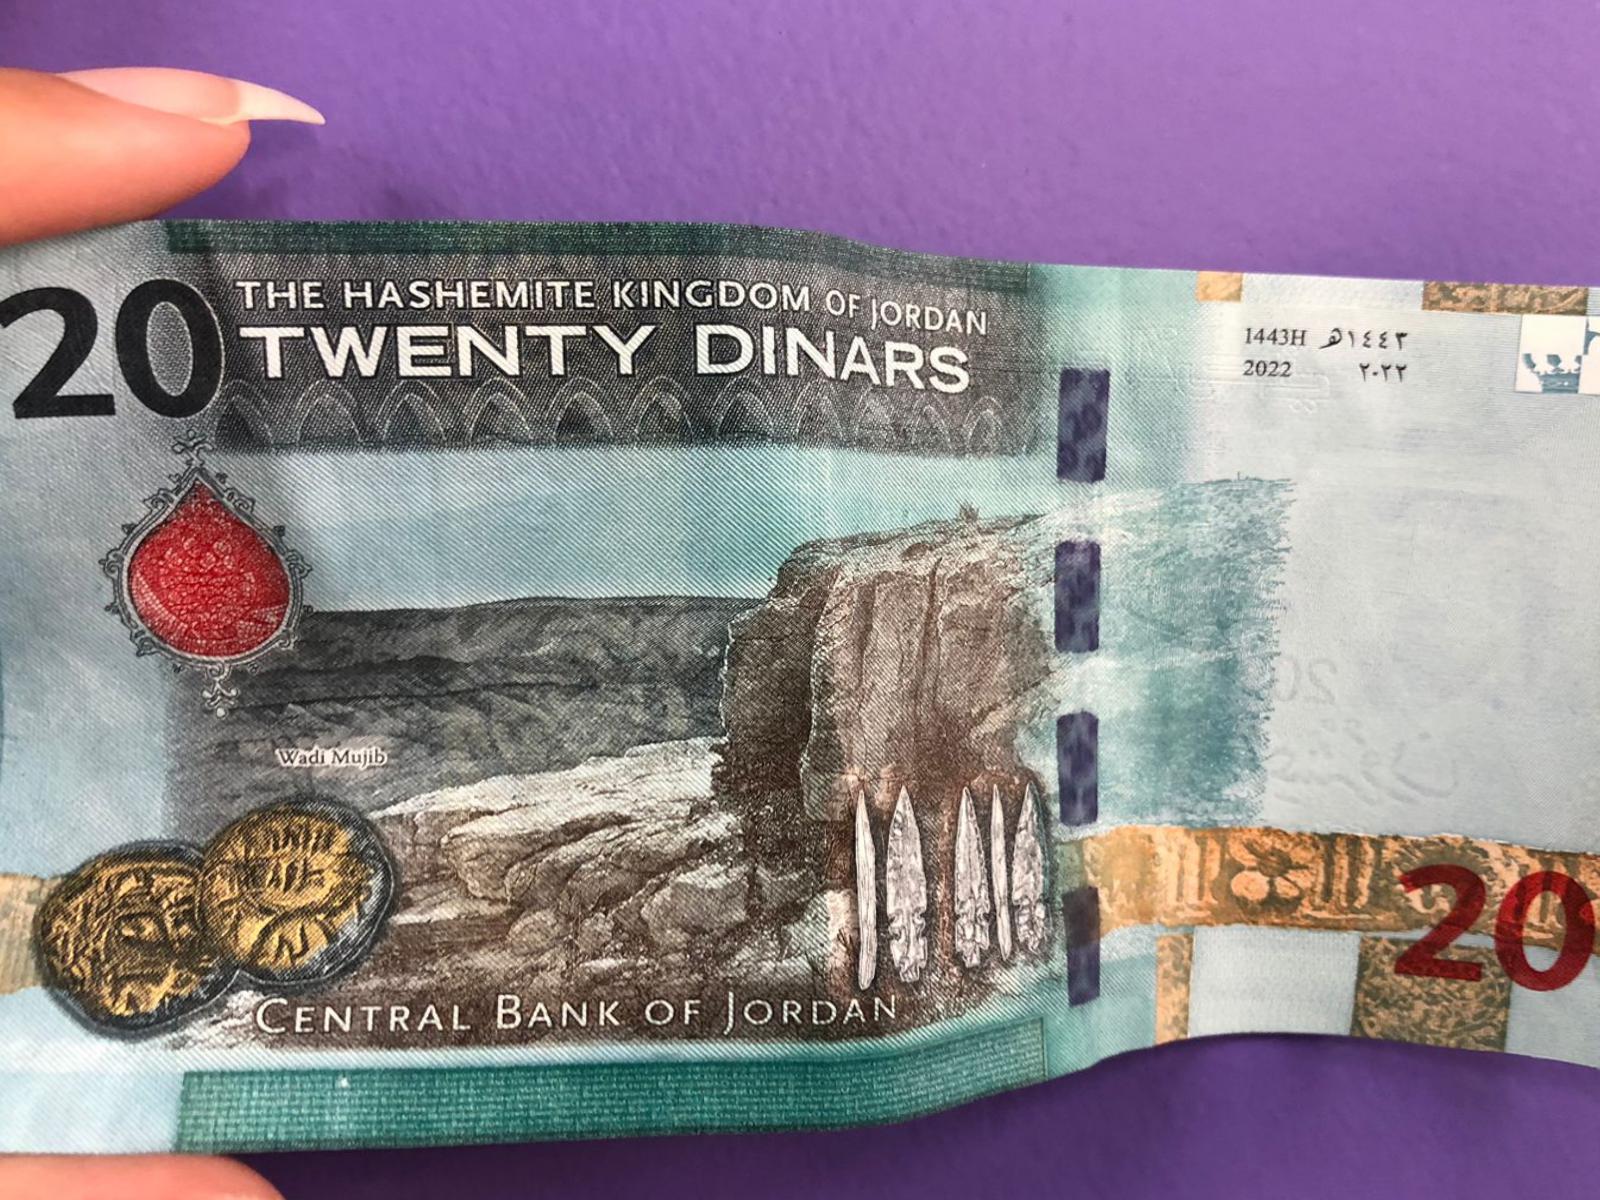 20
THE HASHEMITE KINGDOM OF JORDAN
TWENTY DINARS
1443H ١٤٤٣هـ
2022 ٢٠٢٢
Wadi Mujib
20
CENTRAL BANK OF JORDAN